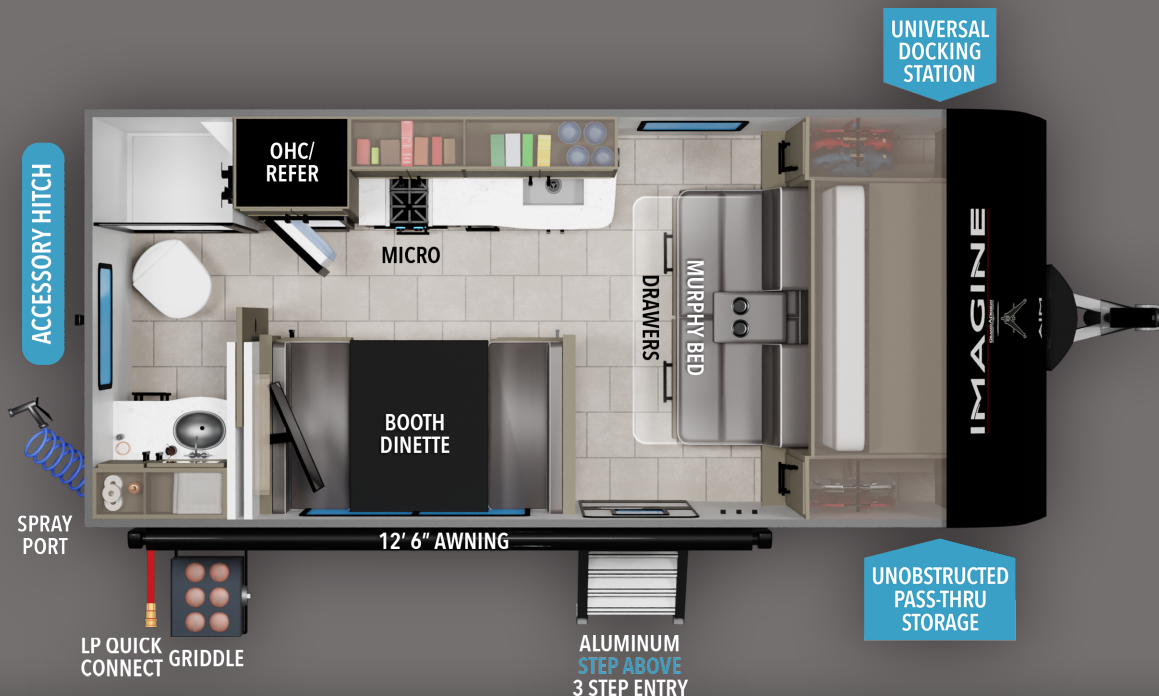 UNIVERSAL
DOCKING
STATION
ACCESSORY HITCH
OHC/
REFER
MICRO
DRAWERS
MURPHY BED
IMAGINE
AIM
BOOTH
DINETTE
SPRAY
PORT
12' 6" AWNING
LP QUICK
CONNECT
GRIDDLE
ALUMINUM
STEP ABOVE
3 STEP ENTRY
UNOBSTRUCTED
PASS-THRU
STORAGE